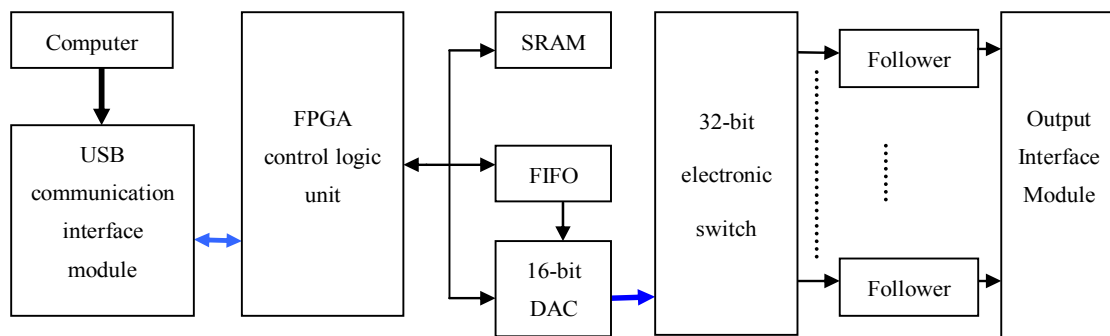 Computer
USB
communication
interface
module
FPGA
control logic
unit
SRAM
FIFO
16-bit
DAC
32-bit
electronic
switch
Follower
Follower
Output
Interface
Module